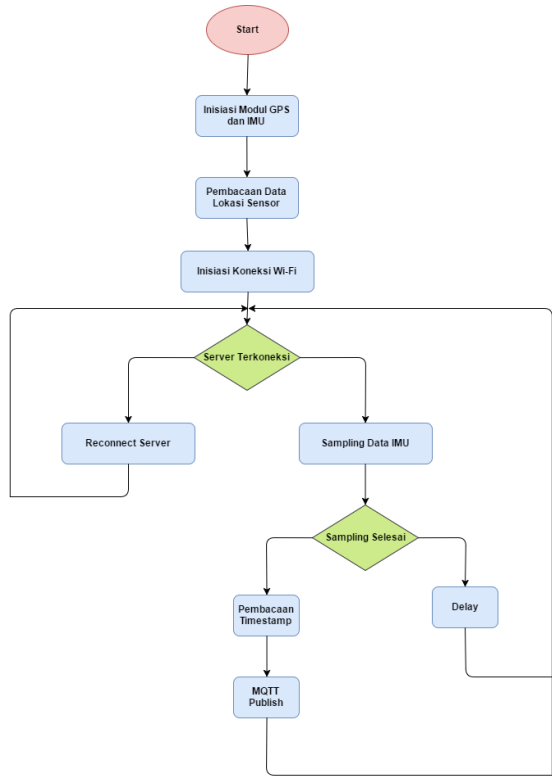 Start
Inisiasi Modul GPS
dan IMU
Pembacaan Data
Lokasi Sensor
Inisiasi Koneksi Wi-Fi
Server Terkoneksi
Reconnect Server
Sampling Data IMU
Sampling Selesai
Pembacaan
Timestamp
Delay
MQTT
Publish